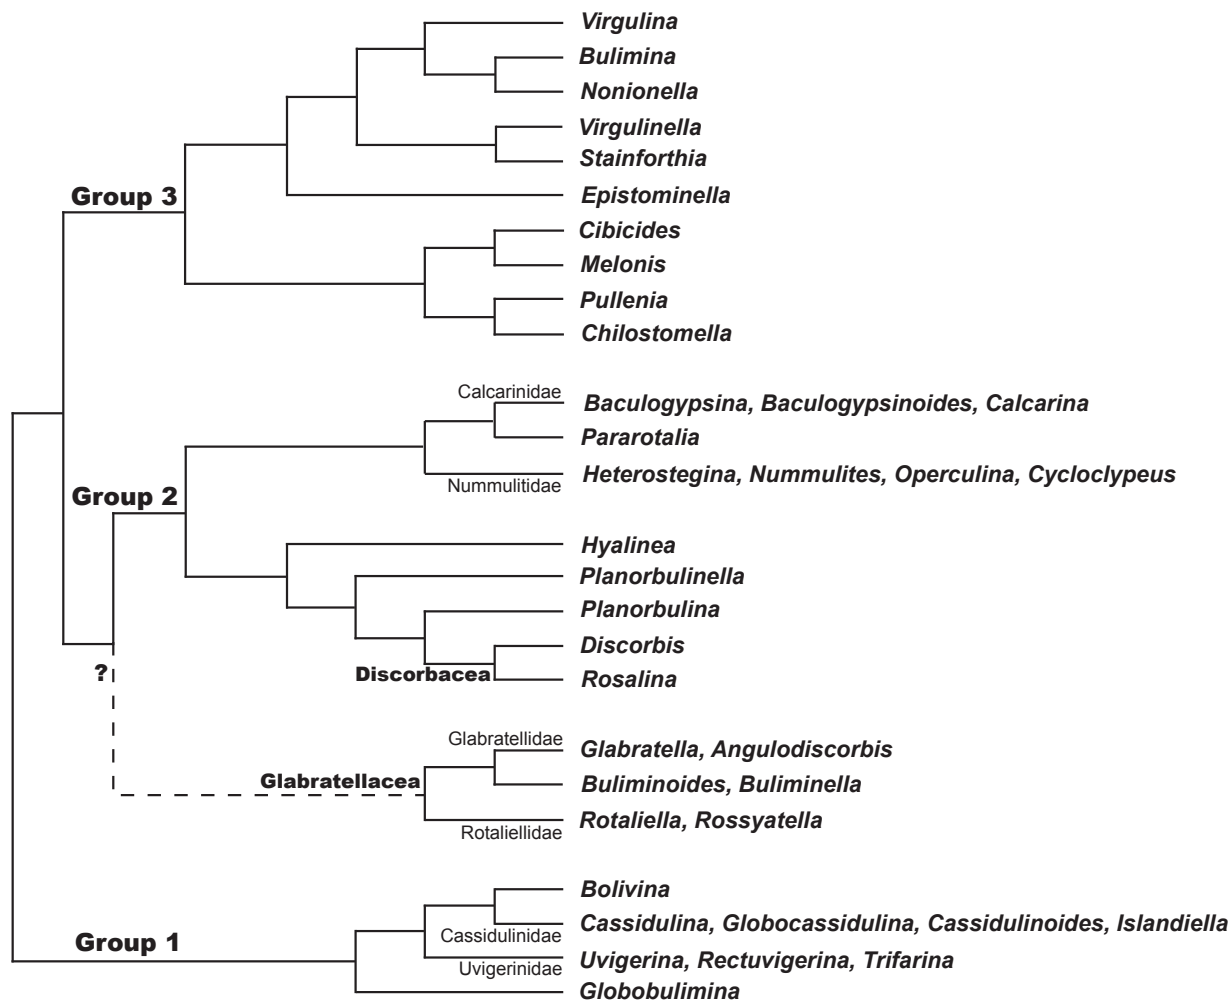 Virgulina
Bulimina
Nonionella
Virgulinella
Stainforthia
Group 3
Epistominella
Cibicides
Melonis
Pullenia
Chilostomella
Calcarinidae
Baculogypsina, Baculogypsinoides, Calcarina
Pararotalia
Heterostegina, Nummulites, Operculina, Cycloclypeus
Nummulitidae
Group 2
Hyalinea
Planorbulinella
Planorbulina
Discorbis
?
Discorbacea
Rosalina
Glabratellidae
Glabratella, Angulodiscorbis
Glabratellacea
Buliminoides, Buliminella
Rotaliella, Rossyatella
Rotaliellidae
Bolivina
Cassidulina, Globocassidulina, Cassidulinoides, Islandiella
Cassidulinidae
Group 1
Uvigerina, Rectuvigerina, Trifarina
Uvigerinidae
Globobulimina